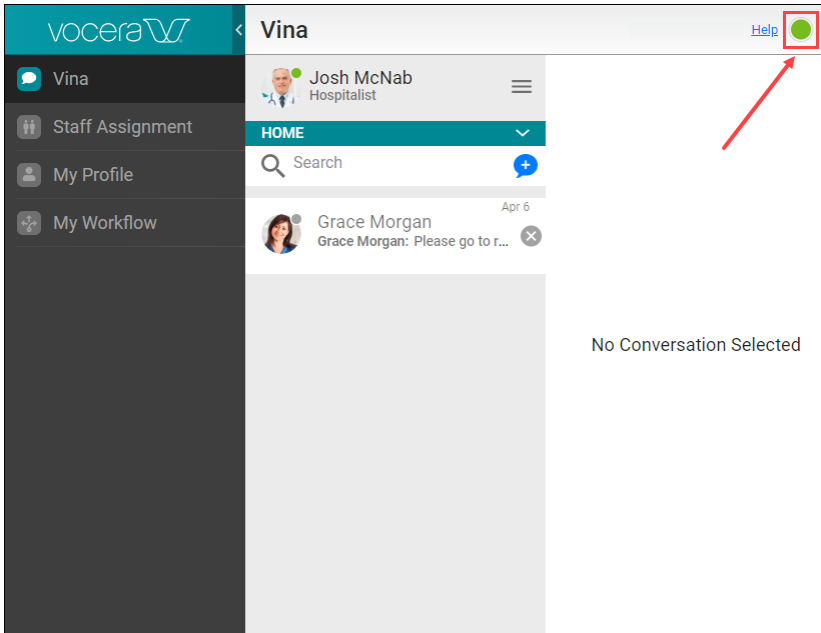 vocera
Vina
Help
Vina
Staff Assignment
My Profile
My Workflow
Josh McNab
Hospitalist
HOME
Search
Apr 6
Grace Morgan
Grace Morgan: Please go to r...
No Conversation Selected